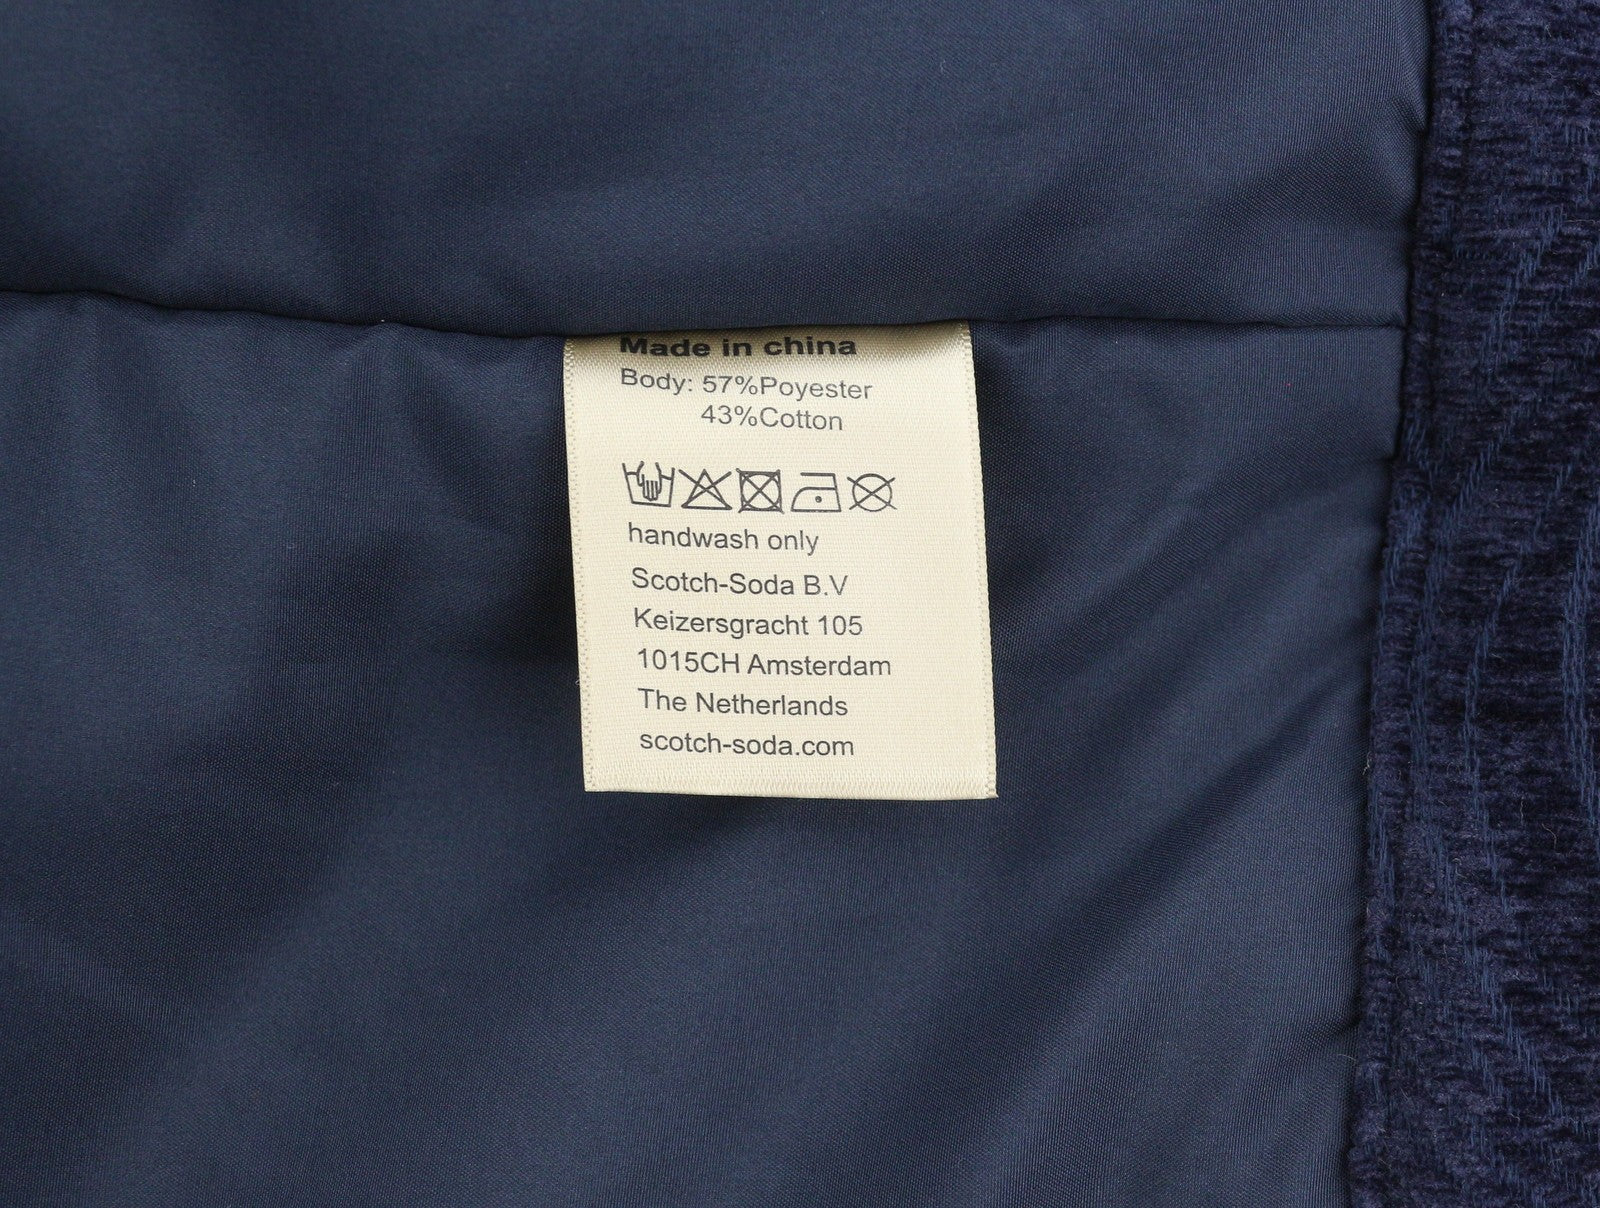 Made in china
Body: 57%Poyester
43%Cotton
handwash only
Scotch-Soda B.V
Keizersgracht 105
1015CH Amsterdam
The Netherlands
scotch-soda.com